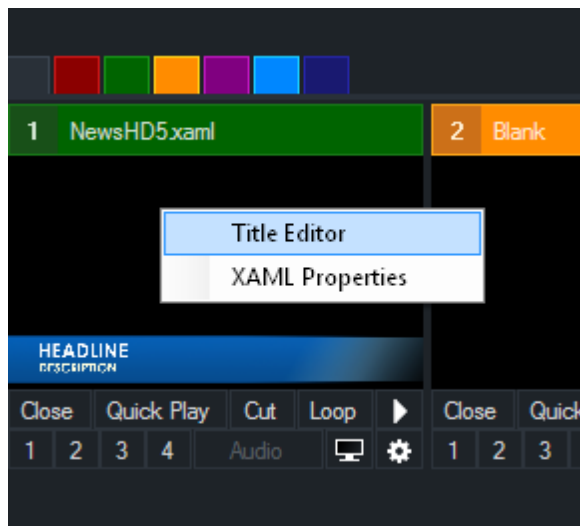 1 NewsHD5.xaml 2 Blank
Title Editor
XAML Properties
HEADLINE
DESCRIPTION
Close Quick Play Cut Loop Close Quick
1 2 3 4 Audio 1 2 3